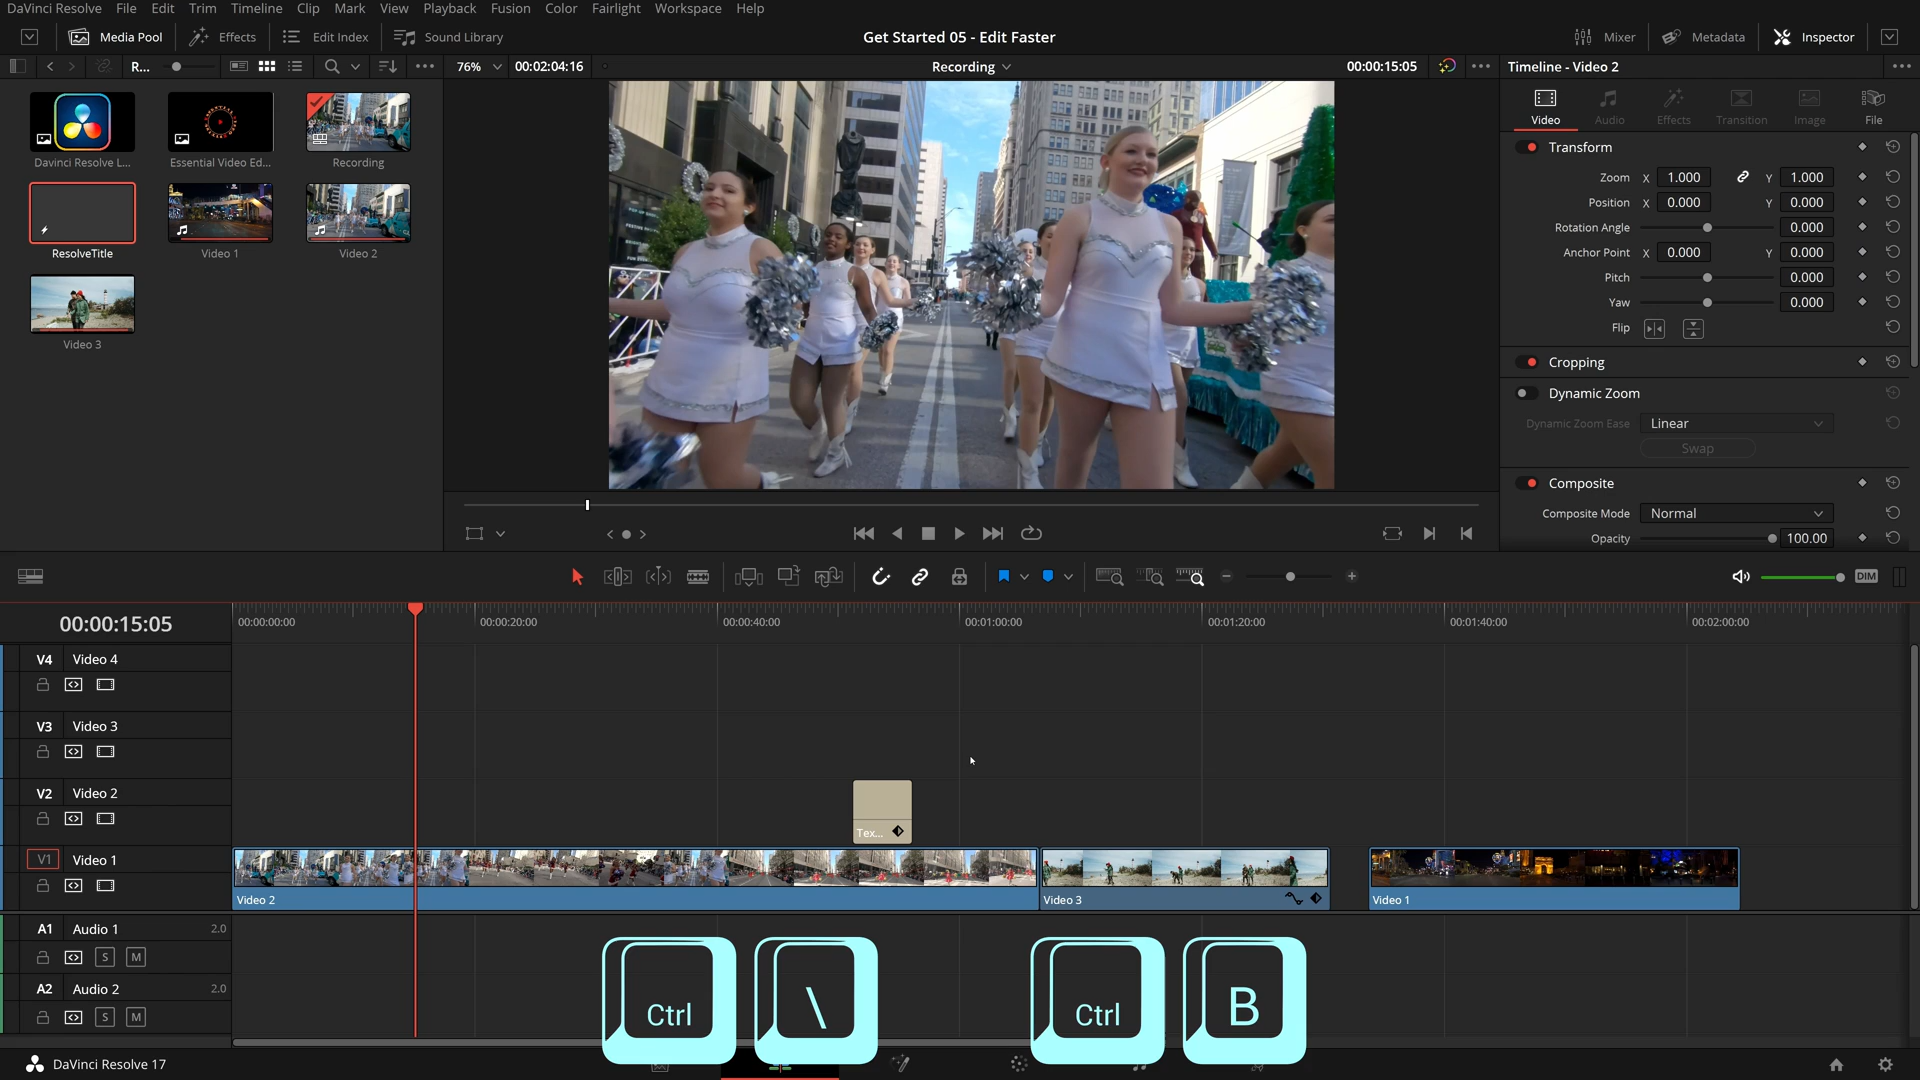 DaVinci Resolve File Edit Trim Timeline Clip Mark View Playback Fusion Color Fairlight Workspace Help
Media Pool Effects Edit Index Sound Library Get Started 05 - Edit Faster Mixer Metadata Inspector
R... 76% 00:02:04:16 Recording 00:00:15:05 Timeline - Video 2
Video Audio Effects Transition Image File
Davinci Resolve L... Essential Video Ed... Recording
ResolveTitle Video 1 Video 2
Video 3
Transform
Zoom X 1.000 Y 1.000
Position X 0.000 Y 0.000
Rotation Angle 0.000
Anchor Point X 0.000 Y 0.000
Pitch 0.000
Yaw 0.000
Flip
Cropping
Dynamic Zoom
Dynamic Zoom Ease Linear
Swap
Composite
Composite Mode Normal
Opacity 100.00
DIM
00:00:15:05 00:00:00:00 00:00:20:00 00:00:40:00 00:01:00:00 00:01:20:00 00:01:40:00 00:02:00:00
V4 Video 4
V3 Video 3
V2 Video 2
Tex...
V1 Video 1
Video 2 Video 3 Video 1
A1 Audio 1 2.0
S M
A2 Audio 2 2.0
S M
Ctrl \ Ctrl B
DaVinci Resolve 17